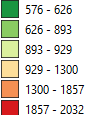 576 - 626
626 - 893
893 - 929
929 - 1300
1300 - 1857
1857 - 2032